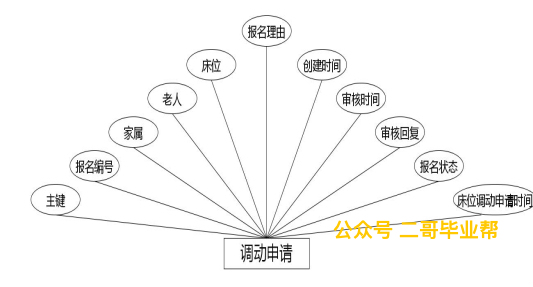 报名理由
床位
创建时间
老人
审核时间
家属
审核回复
报名编号
报名状态
主键
床位调动申请时间
公众号 二哥毕业帮
调动申请